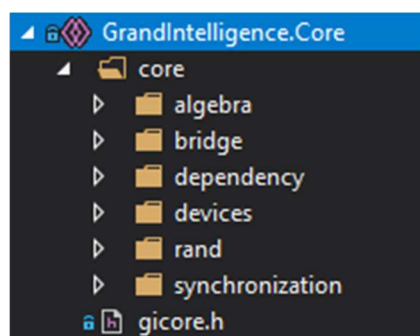 GrandIntelligence.Core
core
algebra
bridge
dependency
devices
rand
synchronization
gicore.h